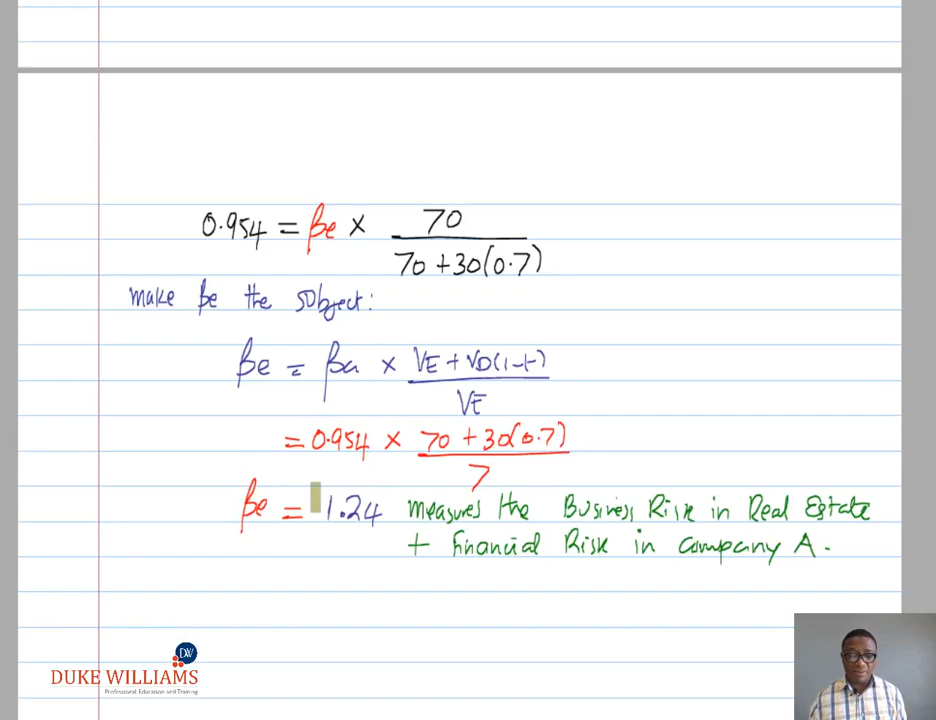 0.954 = βe × 70 / 70 + 30(0.7)
make βe the subject:
βe = βa × VE + VD(1-t) / VE
= 0.954 × 70 + 30(0.7) / 7
βe = 1.24 measures the Business Risk in Real Estate
+ Financial Risk in company A.
DW
DUKE WILLIAMS
Professional Education and Training